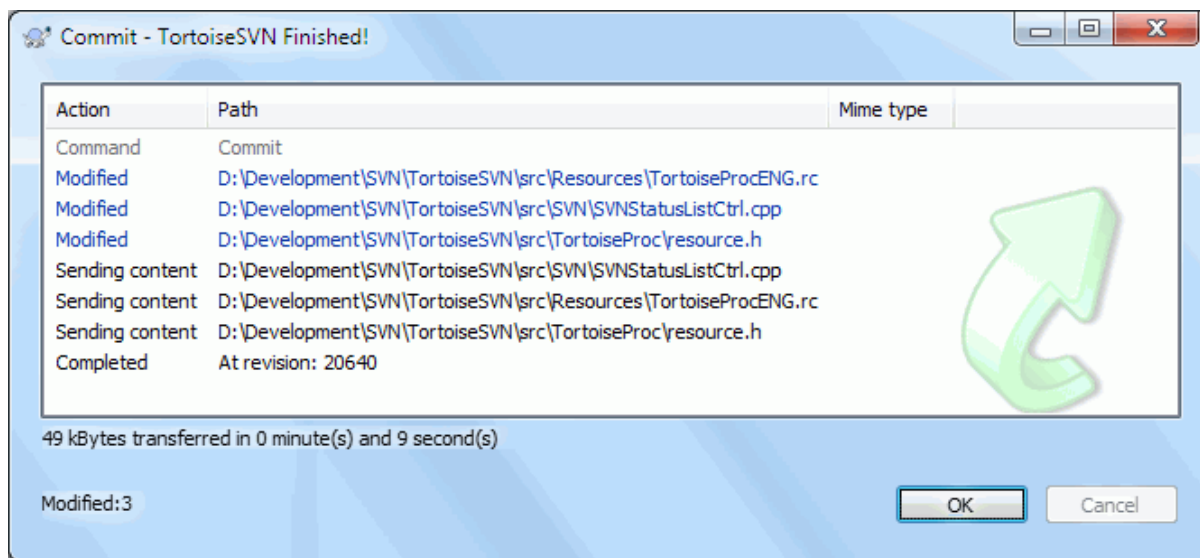 Commit - TortoiseSVN Finished!
Action Path Mime type
Command Commit
Modified D:\Development\SVN\TortoiseSVN\src\Resources\TortoiseProcENG.rc
Modified D:\Development\SVN\TortoiseSVN\src\SVN\SVNStatusListCtrl.cpp
Modified D:\Development\SVN\TortoiseSVN\src\TortoiseProc\resource.h
Sending content D:\Development\SVN\TortoiseSVN\src\SVN\SVNStatusListCtrl.cpp
Sending content D:\Development\SVN\TortoiseSVN\src\Resources\TortoiseProcENG.rc
Sending content D:\Development\SVN\TortoiseSVN\src\TortoiseProc\resource.h
Completed At revision: 20640
49 kBytes transferred in 0 minute(s) and 9 second(s)
Modified:3 OK Cancel